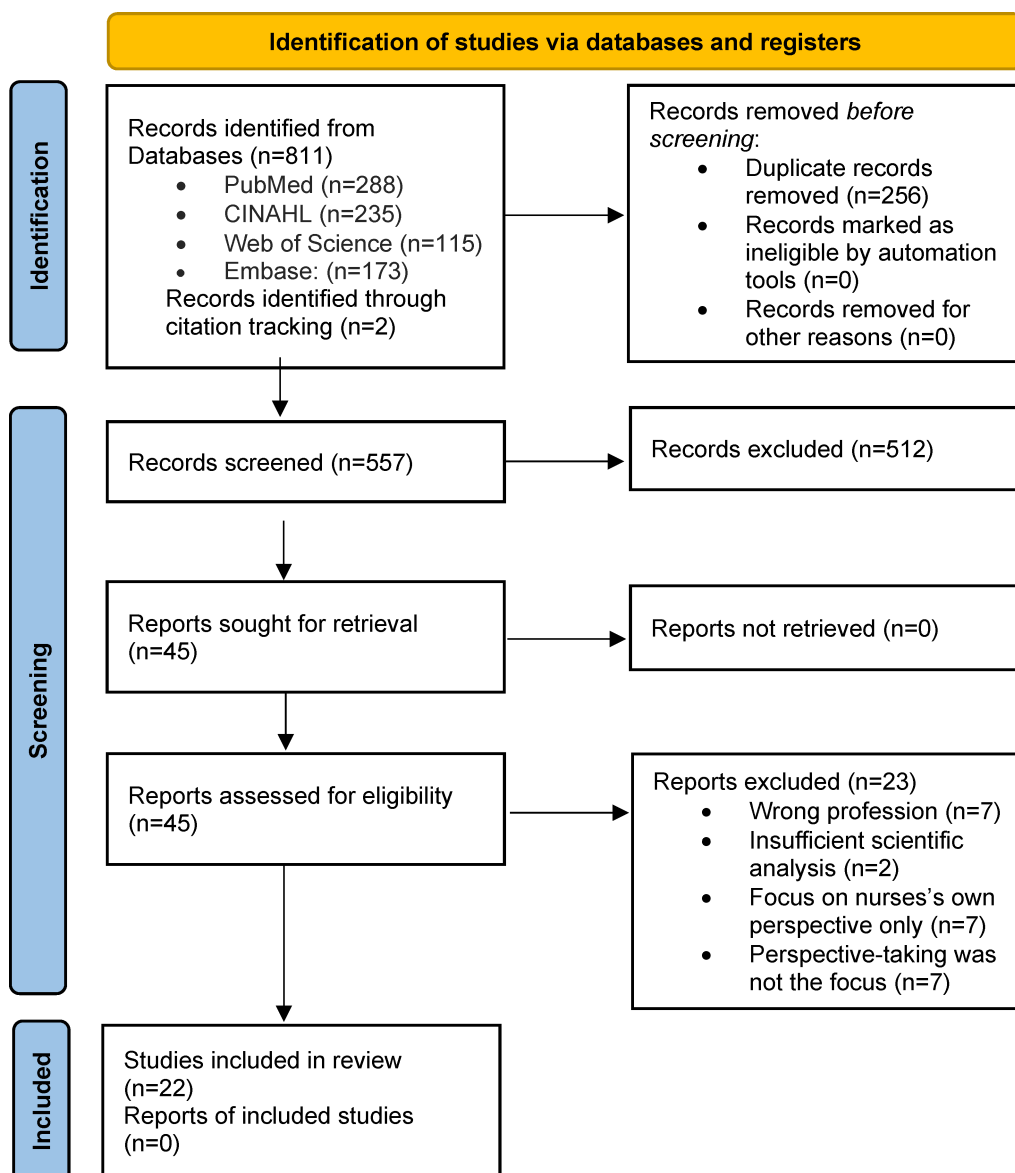 Identification of studies via databases and registers
Identification
Records identified from
Databases (n=811)
• PubMed (n=288)
• CINAHL (n=235)
• Web of Science (n=115)
• Embase: (n=173)
Records identified through
citation tracking (n=2)
Records removed before
screening:
• Duplicate records
removed (n=256)
• Records marked as
ineligible by automation
tools (n=0)
• Records removed for
other reasons (n=0)
Screening
Records screened (n=557)
Records excluded (n=512)
Reports sought for retrieval
(n=45)
Reports not retrieved (n=0)
Reports assessed for eligibility
(n=45)
Reports excluded (n=23)
• Wrong profession (n=7)
• Insufficient scientific
analysis (n=2)
• Focus on nurses's own
perspective only (n=7)
• Perspective-taking was
not the focus (n=7)
Included
Studies included in review
(n=22)
Reports of included studies
(n=0)